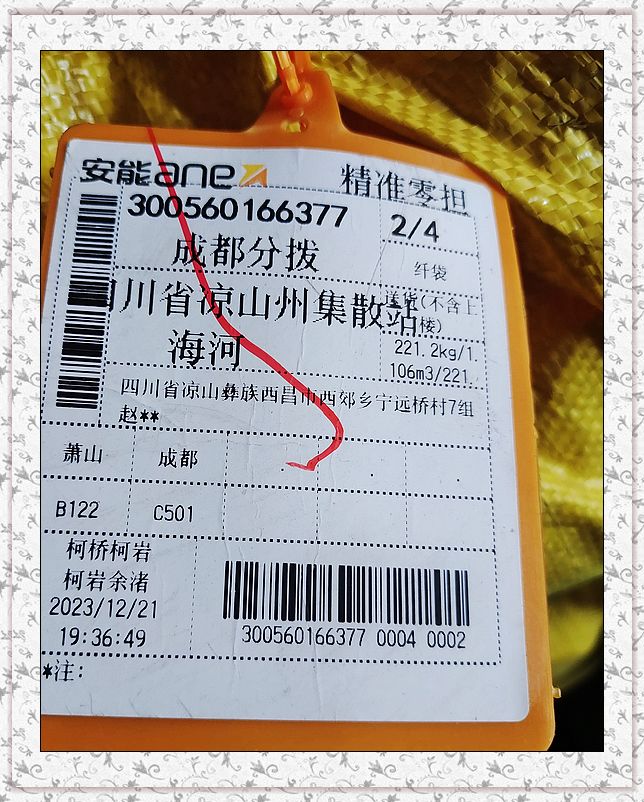 安能ane
精准零担
300560166377
2/4
成都分拨
纤袋
川省凉山州集散站
送货(不含上楼)
海河
221.2kg/1.
106m3/221.
四川省凉山彝族西昌市西郊乡宁远桥村7组
赵**
萧山 成都
B122 C501
柯桥柯岩
柯岩余渚
2023/12/21
19:36:49
300560166377 0004 0002
*注: